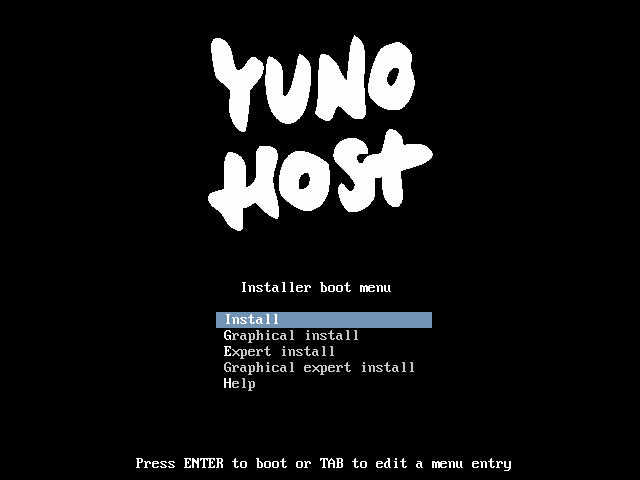 YUNO
HOST
Installer boot menu
Install
Graphical install
Expert install
Graphical expert install
Help
Press ENTER to boot or TAB to edit a menu entry